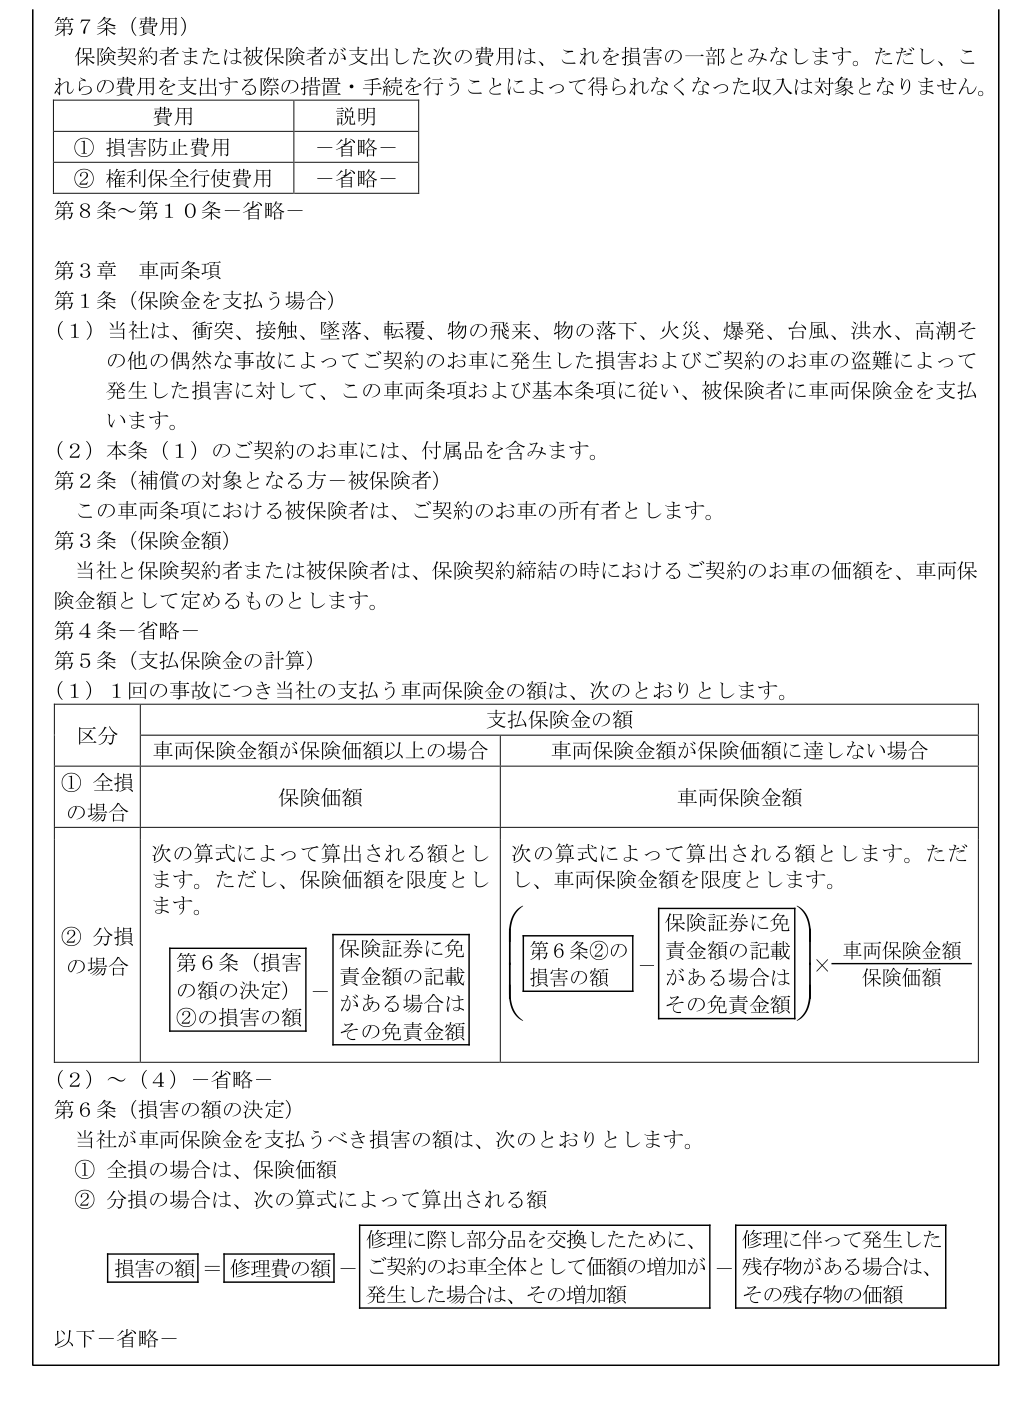 第７条（費用）
保険契約者または被保険者が支出した次の費用は、これを損害の一部とみなします。ただし、こ
れらの費用を支出する際の措置・手続を行うことによって得られなくなった収入は対象となりません。
費用 説明
① 損害防止費用 －省略－
② 権利保全行使費用 －省略－
第８条～第１０条－省略－
第３章　車両条項
第１条（保険金を支払う場合）
（１）当社は、衝突、接触、墜落、転覆、物の飛来、物の落下、火災、爆発、台風、洪水、高潮そ
の他の偶然な事故によってご契約のお車に発生した損害およびご契約のお車の盗難によって
発生した損害に対して、この車両条項および基本条項に従い、被保険者に車両保険金を支払
います。
（２）本条（１）のご契約のお車には、付属品を含みます。
第２条（補償の対象となる方－被保険者）
この車両条項における被保険者は、ご契約のお車の所有者とします。
第３条（保険金額）
当社と保険契約者または被保険者は、保険契約締結の時におけるご契約のお車の価額を、車両保
険金額として定めるものとします。
第４条－省略－
第５条（支払保険金の計算）
（１）１回の事故につき当社の支払う車両保険金の額は、次のとおりとします。
区分
支払保険金の額
車両保険金額が保険価額以上の場合 車両保険金額が保険価額に達しない場合
① 全損
の場合
保険価額 車両保険金額
② 分損
の場合
次の算式によって算出される額とし
ます。ただし、保険価額を限度とし
ます。
第６条（損害
の額の決定）
②の損害の額
－
保険証券に免
責金額の記載
がある場合は
その免責金額
次の算式によって算出される額とします。ただ
し、車両保険金額を限度とします。
(
第６条②の
損害の額
－
保険証券に免
責金額の記載
がある場合は
その免責金額
)
×
車両保険金額
保険価額
（２）～（４）－省略－
第６条（損害の額の決定）
当社が車両保険金を支払うべき損害の額は、次のとおりとします。
① 全損の場合は、保険価額
② 分損の場合は、次の算式によって算出される額
損害の額＝修理費の額－
修理に際し部分品を交換したために、
ご契約のお車全体として価額の増加が
発生した場合は、その増加額
－
修理に伴って発生した
残存物がある場合は、
その残存物の価額
以下－省略－